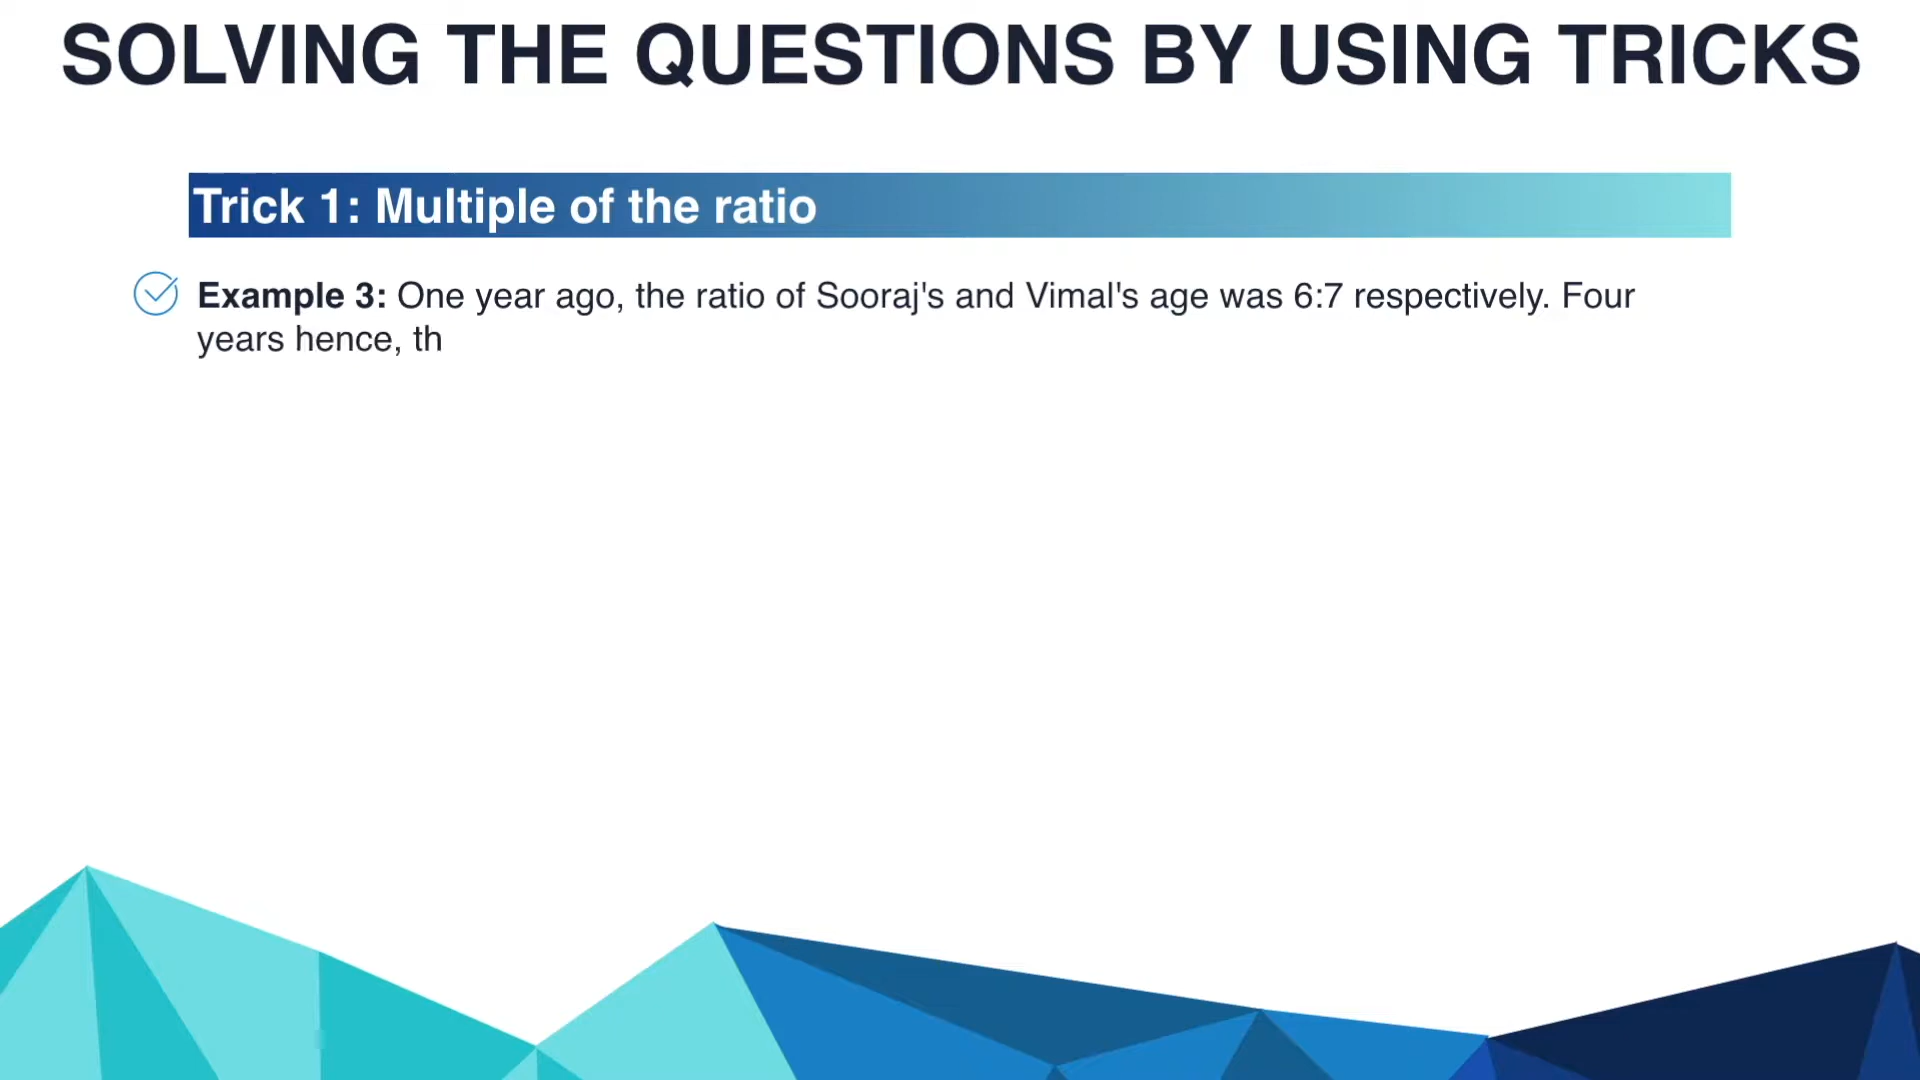 SOLVING THE QUESTIONS BY USING TRICKS
Trick 1: Multiple of the ratio
Example 3: One year ago, the ratio of Sooraj's and Vimal's age was 6:7 respectively. Four
years hence, th